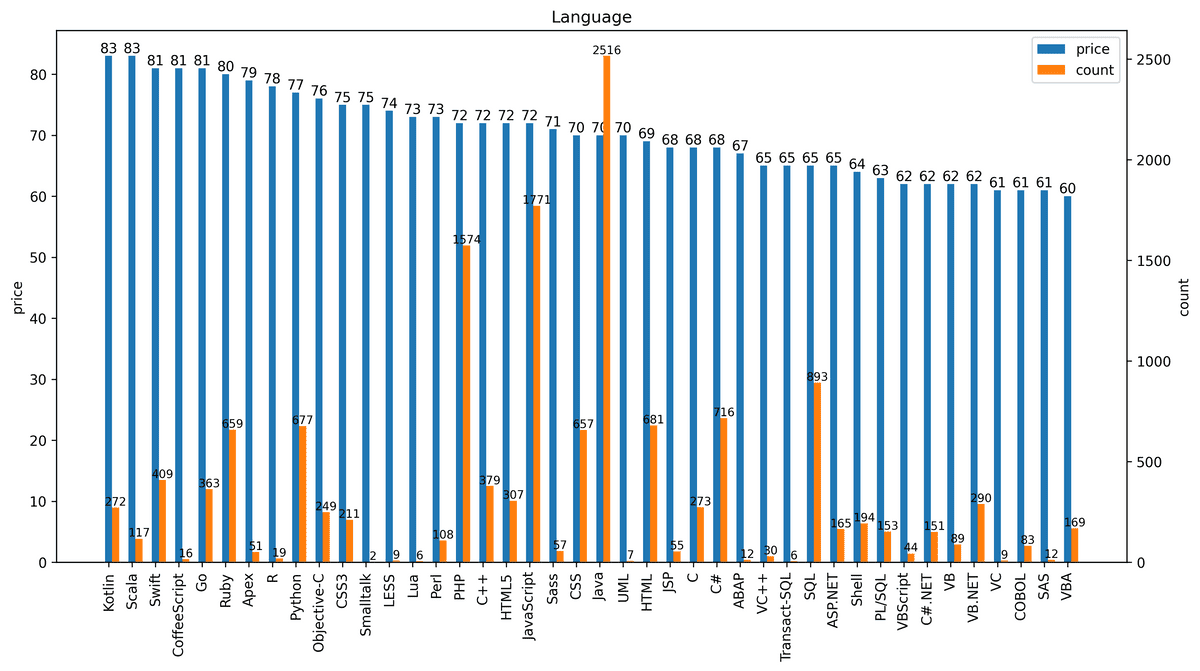 Language
price
count
83 83 81 81 81 80 79 78 77 76 75 75 74 73 73 72 72 72 72 71 70 70 70 69 68 68 68 67 65 65 65 65 64 63 62 62 62 62 61 61 61 60
272 117 409 16 363 659 51 19 677 249 211 2 9 6 108 1574 379 307 1771 57 657 2516 7 681 55 273 716 12 30 6 893 165 194 153 44 151 89 290 9 83 12 169
80
70
60
50
40
30
20
10
0
price
2500
2000
1500
1000
500
0
count
Kotlin
Scala
Swift
CoffeeScript
Go
Ruby
Apex
R
Python
Objective-C
CSS3
Smalltalk
LESS
Lua
Perl
PHP
C++
HTML5
JavaScript
Sass
CSS
Java
UML
HTML
JSP
C
C#
ABAP
VC++
Transact-SQL
SQL
ASP.NET
Shell
PL/SQL
VBScript
C#.NET
VB
VB.NET
VC
COBOL
SAS
VBA